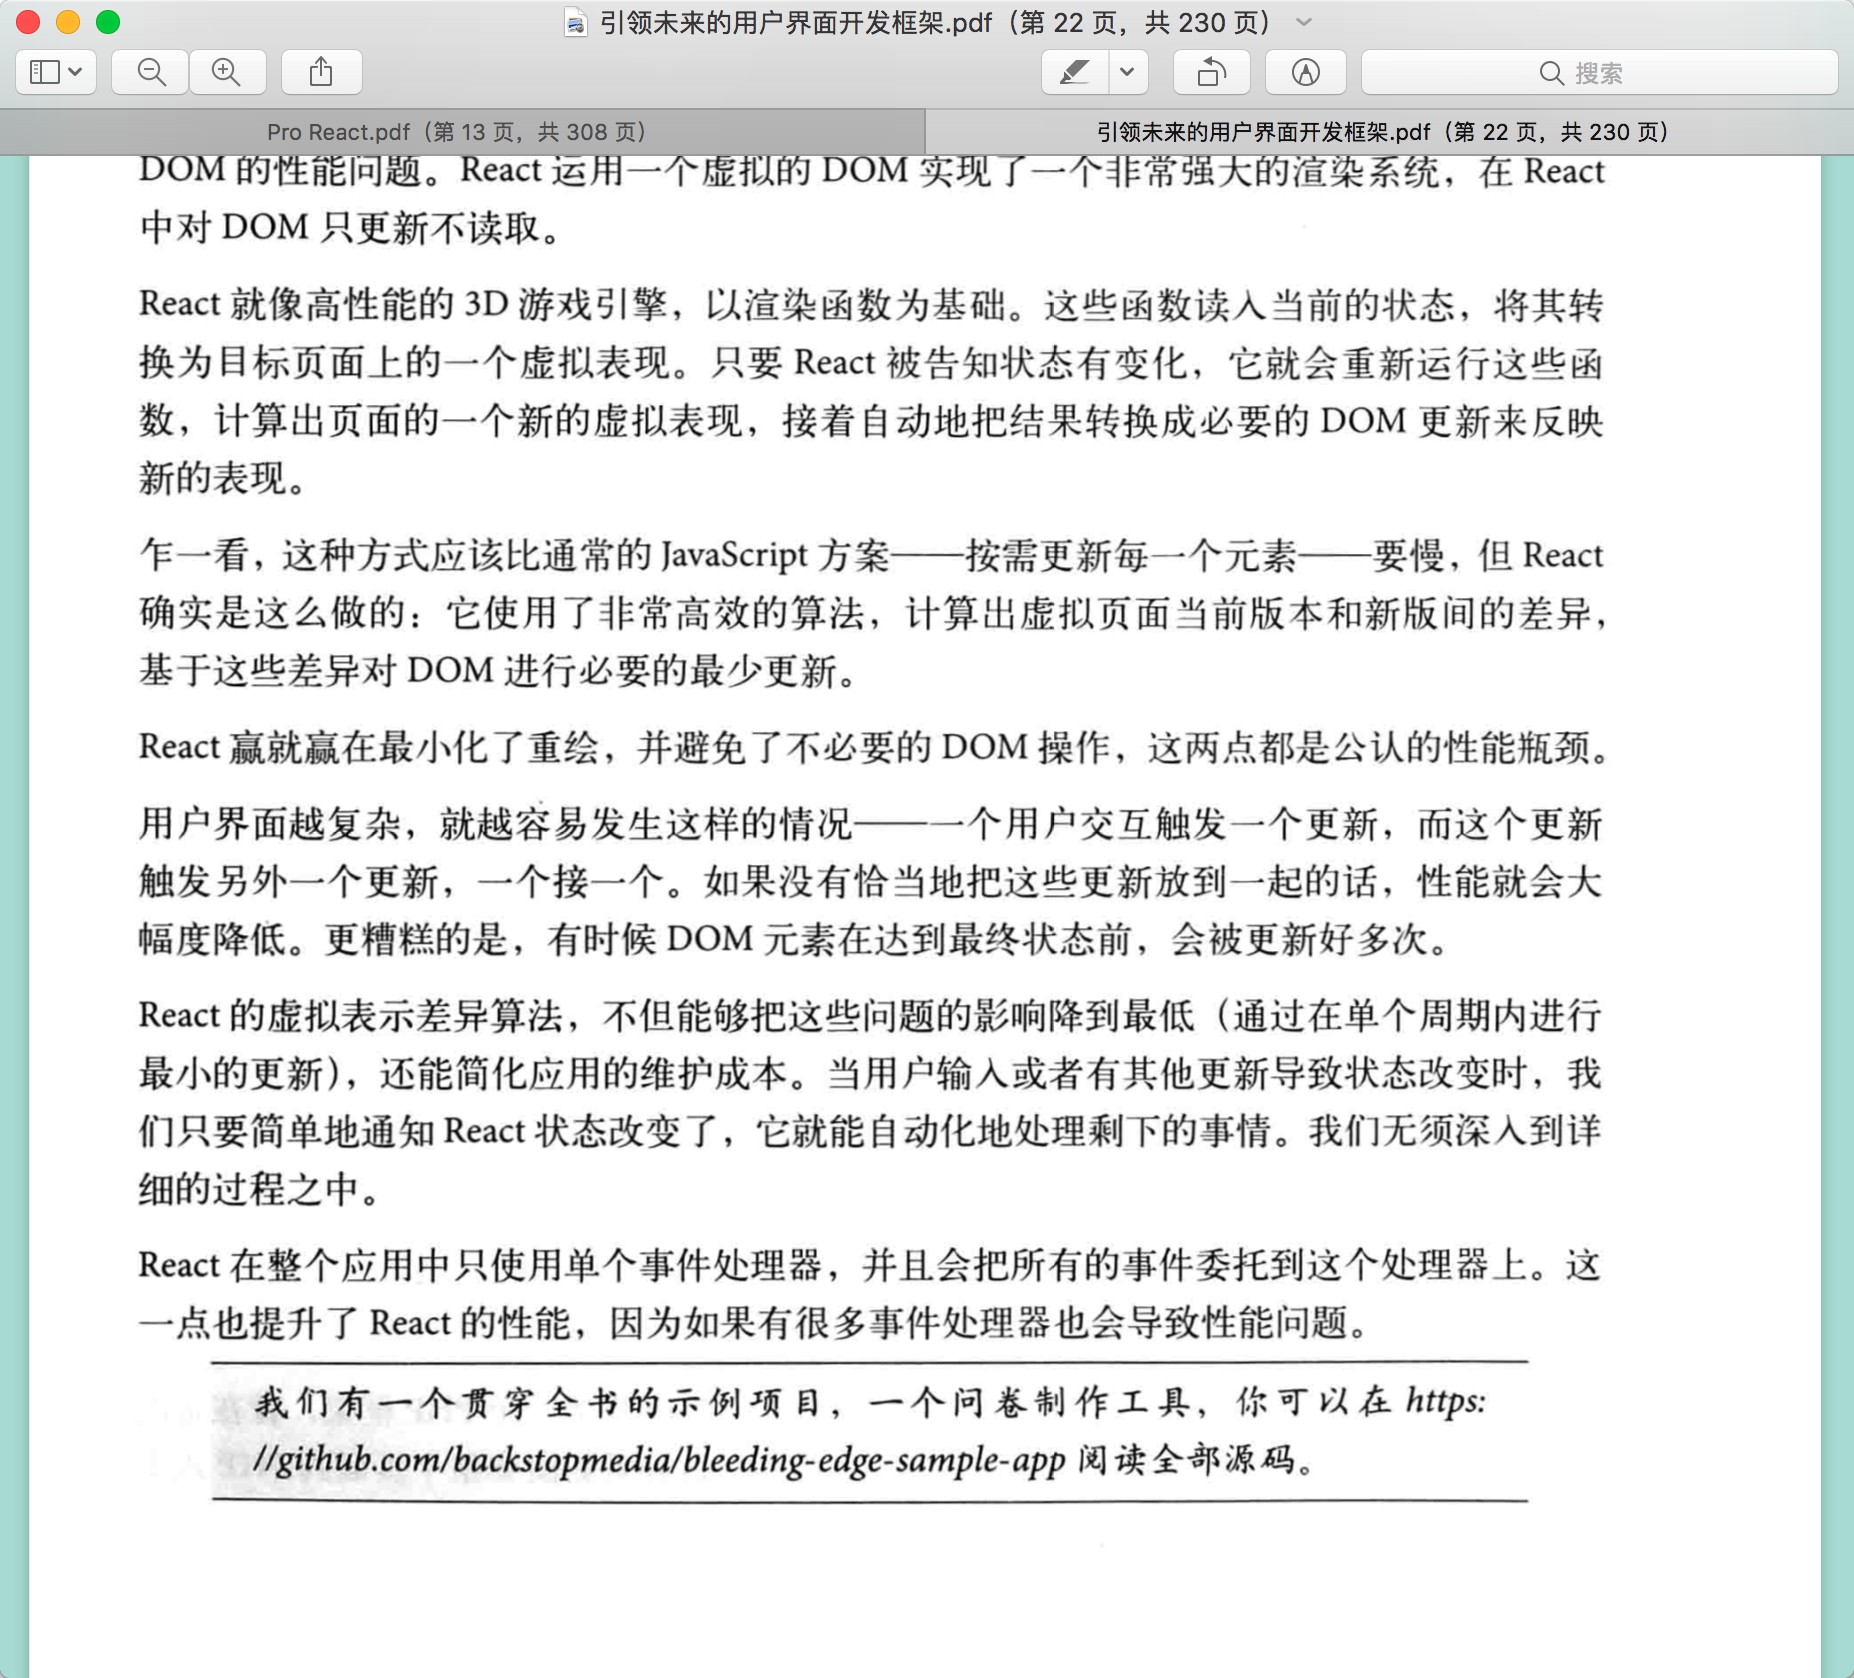 引领未来的用户界面开发框架.pdf（第 22 页，共 230 页）
搜索
Pro React.pdf（第 13 页，共 308 页）
引领未来的用户界面开发框架.pdf（第 22 页，共 230 页）
DOM 的性能问题。React 运用一个虚拟的 DOM 实现了一个非常强大的渲染系统，在 React
中对 DOM 只更新不读取。
React 就像高性能的 3D 游戏引擎，以渲染函数为基础。这些函数读入当前的状态，将其转
换为目标页面上的一个虚拟表现。只要 React 被告知状态有变化，它就会重新运行这些函
数，计算出页面的一个新的虚拟表现，接着自动地把结果转换成必要的 DOM 更新来反映
新的表现。
乍一看，这种方式应该比通常的 JavaScript 方案——按需更新每一个元素——要慢，但 React
确实是这么做的：它使用了非常高效的算法，计算出虚拟页面当前版本和新版间的差异，
基于这些差异对 DOM 进行必要的最少更新。
React 赢就赢在最小化了重绘，并避免了不必要的 DOM 操作，这两点都是公认的性能瓶颈。
用户界面越复杂，就越容易发生这样的情况——一个用户交互触发一个更新，而这个更新
触发另外一个更新，一个接一个。如果没有恰当地把这些更新放到一起的话，性能就会大
幅度降低。更糟糕的是，有时候 DOM 元素在达到最终状态前，会被更新好多次。
React 的虚拟表示差异算法，不但能够把这些问题的影响降到最低（通过在单个周期内进行
最小的更新），还能简化应用的维护成本。当用户输入或者有其他更新导致状态改变时，我
们只要简单地通知 React 状态改变了，它就能自动化地处理剩下的事情。我们无须深入到详
细的过程之中。
React 在整个应用中只使用单个事件处理器，并且会把所有的事件委托到这个处理器上。这
一点也提升了 React 的性能，因为如果有很多事件处理器也会导致性能问题。
我们有一个贯穿全书的示例项目，一个问卷制作工具，你可以在 https:
//github.com/backstopmedia/bleeding-edge-sample-app 阅读全部源码。